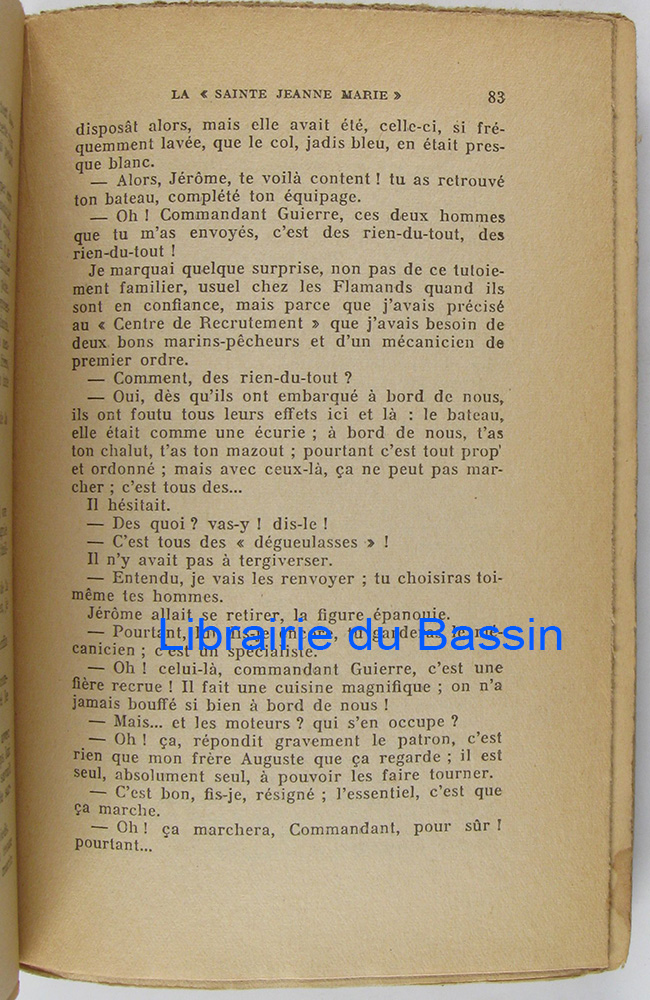 LA « SAINTE JEANNE MARIE » 83
disposât alors, mais elle avait été, celle-ci, si fré-
quemment lavée, que le col, jadis bleu, en était pres-
que blanc.
— Alors, Jérôme, te voilà content ! tu as retrouvé
ton bateau, complété ton équipage.
— Oh ! Commandant Guierre, ces deux hommes
que tu m'as envoyés, c'est des rien-du-tout, des
rien-du-tout !
Je marquai quelque surprise, non pas de ce tutoie-
ment familier, usuel chez les Flamands quand ils
sont en confiance, mais parce que j'avais précisé
au « Centre de Recrutement » que j'avais besoin de
deux bons marins-pêcheurs et d'un mécanicien de
premier ordre.
— Comment, des rien-du-tout ?
— Oui, dès qu'ils ont embarqué à bord de nous,
ils ont foutu tous leurs effets ici et là : le bateau,
elle était comme une écurie ; à bord de nous, t'as
ton chalut, t'as ton mazout ; pourtant c'est tout prop'
et ordonné ; mais avec ceux-là, ça ne peut pas mar-
cher ; c'est tous des...
Il hésitait.
— Des quoi ? vas-y ! dis-le !
— C'est tous des « dégueulasses » !
Il n'y avait pas à tergiverser.
— Entendu, je vais les renvoyer ; tu choisiras toi-
même tes hommes.
Jérôme allait se retirer, la figure épanouie.
— Pourtant, lui dis-je encore, tu garderas le mé-
canicien ; c'est un spécialiste.
Librairie du Bassin
— Oh ! celui-là, commandant Guierre, c'est une
fière recrue ! Il fait une cuisine magnifique ; on n'a
jamais bouffé si bien à bord de nous !
— Mais... et les moteurs ? qui s'en occupe ?
— Oh ! ça, répondit gravement le patron, c'est
rien que mon frère Auguste que ça regarde ; il est
seul, absolument seul, à pouvoir les faire tourner.
— C'est bon, fis-je, résigné ; l'essentiel, c'est que
ça marche.
— Oh ! ça marchera, Commandant, pour sûr !
pourtant...